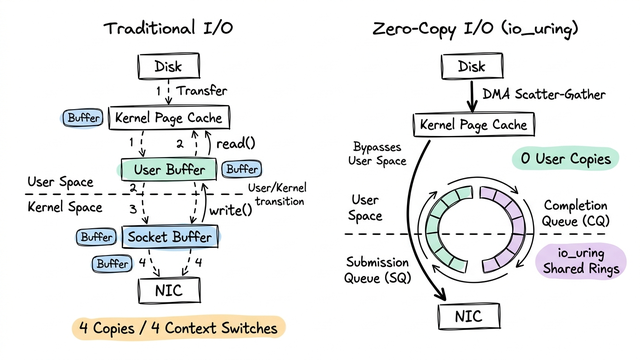 Traditional I/O
Disk
1
Transfer
Buffer
Kernel Page Cache
1
2
read()
User Buffer
Buffer
User Space
2
User/Kernel
transition
Kernel Space
3
write()
Buffer
Socket Buffer
Buffer
4
4
NIC
4 Copies / 4 Context Switches
Zero-Copy I/O (io_uring)
Disk
DMA Scatter-Gather
Kernel Page Cache
Bypasses
User Space
0 User Copies
User
Space
Completion
Queue (CQ)
Submission
Queue (SQ)
io_uring
Shared Rings
NIC